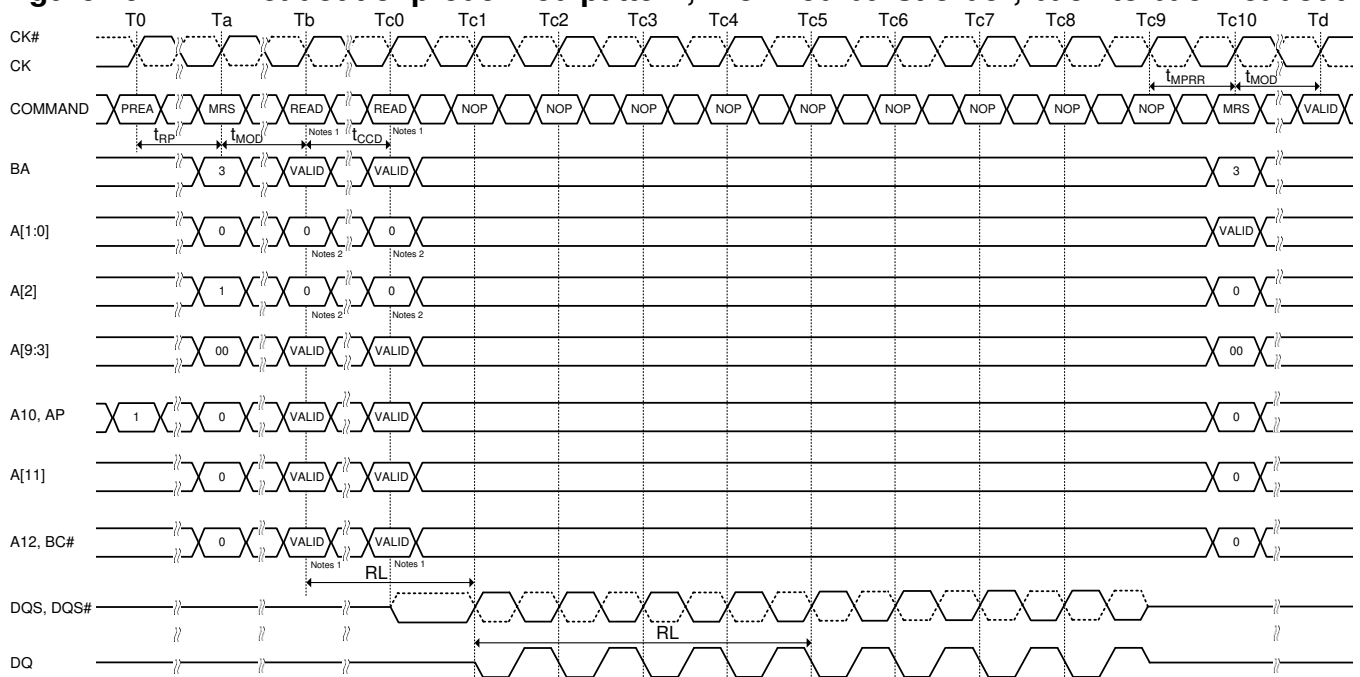 T0 Ta Tb Tc0 Tc1 Tc2 Tc3 Tc4 Tc5 Tc6 Tc7 Tc8 Tc9 Tc10 Td
CK#
CK
tMPRR tMOD
COMMAND PREA MRS READ READ NOP NOP NOP NOP NOP NOP NOP NOP NOP MRS VALID
Notes 1 Notes 1
tRP tMOD tCCD
BA 3 VALID VALID 3
A[1:0] 0 0 0 VALID
Notes 2 Notes 2
A[2] 1 0 0 0
Notes 2 Notes 2
A[9:3] 00 VALID VALID 00
A10, AP 1 0 VALID VALID 0
A[11] 0 VALID VALID 0
A12, BC# 0 VALID VALID 0
Notes 1 Notes 1
RL
DQS, DQS#
RL
DQ